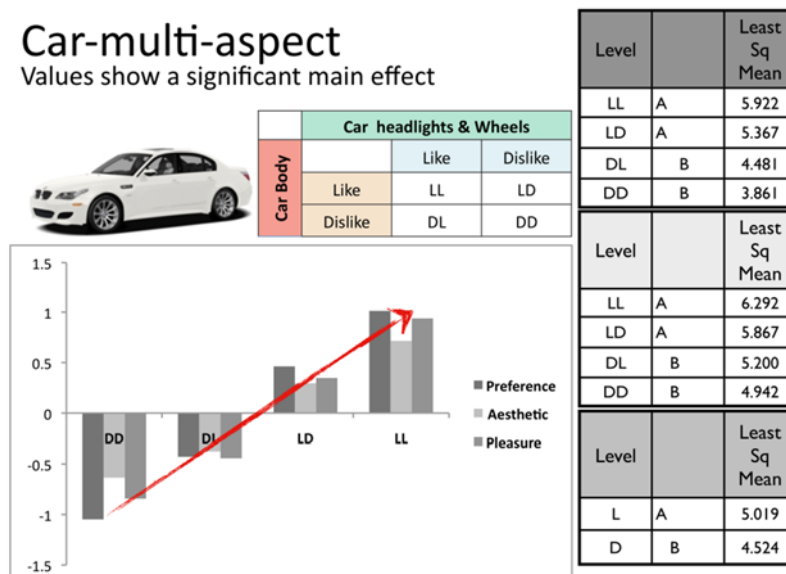 Car-multi-aspect
Values show a significant main effect
Car headlights & Wheels
Car Body
Like Dislike
Like LL LD
Dislike DL DD
1.5
1
0.5
0
-0.5
-1
-1.5
DD DL LD LL
Preference
Aesthetic
Pleasure
Level Least Sq Mean
LL A 5.922
LD A 5.367
DL B 4.481
DD B 3.861
Level Least Sq Mean
LL A 6.292
LD A 5.867
DL B 5.200
DD B 4.942
Level Least Sq Mean
L A 5.019
D B 4.524